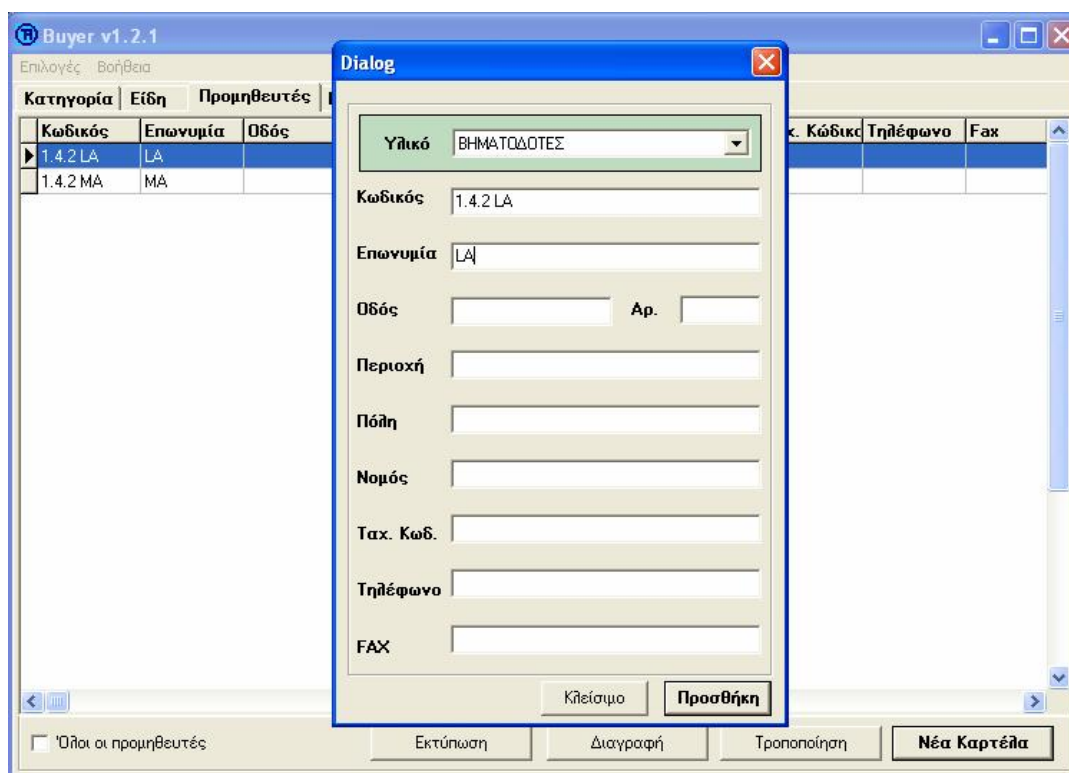 Buyer v1.2.1
Επιλογές Βοήθεια
Κατηγορία Είδη Προμηθευτές
Κωδικός Επωνυμία Οδός χ. Κώδικ Τηλέφωνο Fax
1.4.2 LA LA
1.4.2 MA MA
Dialog
Υλικό ΒΗΜΑΤΟΔΟΤΕΣ
Κωδικός 1.4.2 LA
Επωνυμία LA
Οδός Αρ.
Περιοχή
Πόλη
Νομός
Ταχ. Κωδ.
Τηλέφωνο
FAX
Κλείσιμο Προσθήκη
Όλοι οι προμηθευτές Εκτύπωση Διαγραφή Τροποποίηση Νέα Καρτέλα